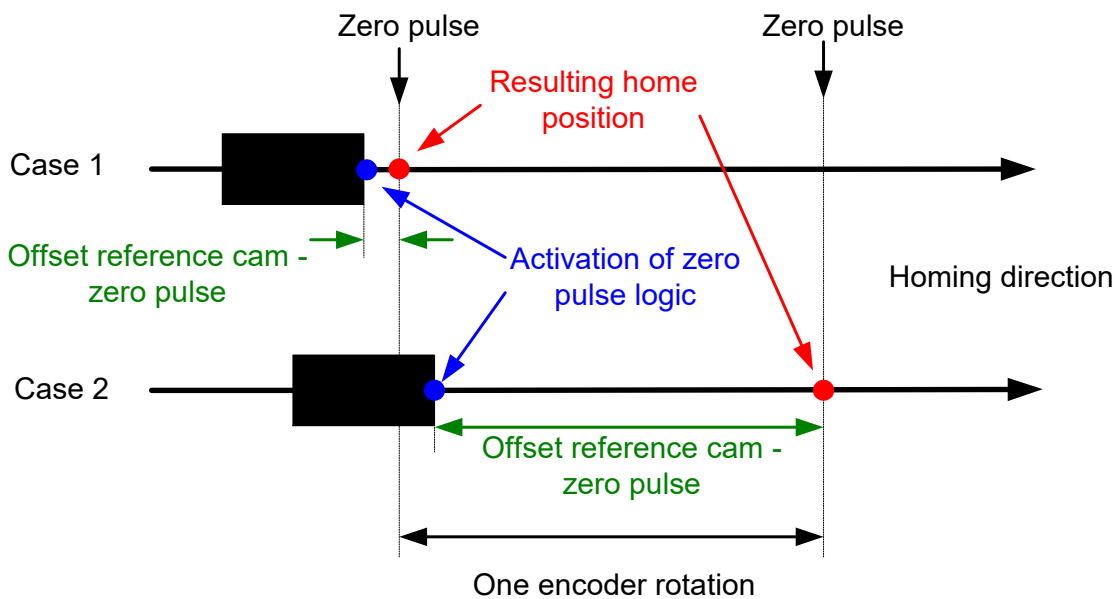 Zero pulse
Zero pulse
Resulting home
position
Case 1
Offset reference cam -
zero pulse
Activation of zero
pulse logic
Homing direction
Case 2
Offset reference cam -
zero pulse
One encoder rotation